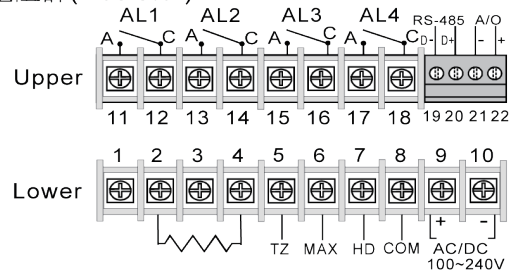 AL1 AL2 AL3 AL4 RS-485 A/O
A C A C A C A C D- D+ - +
Upper
11 12 13 14 15 16 17 18 19 20 21 22
1 2 3 4 5 6 7 8 9 10
Lower
+ -
TZ MAX HD COM AC/DC
100~240V